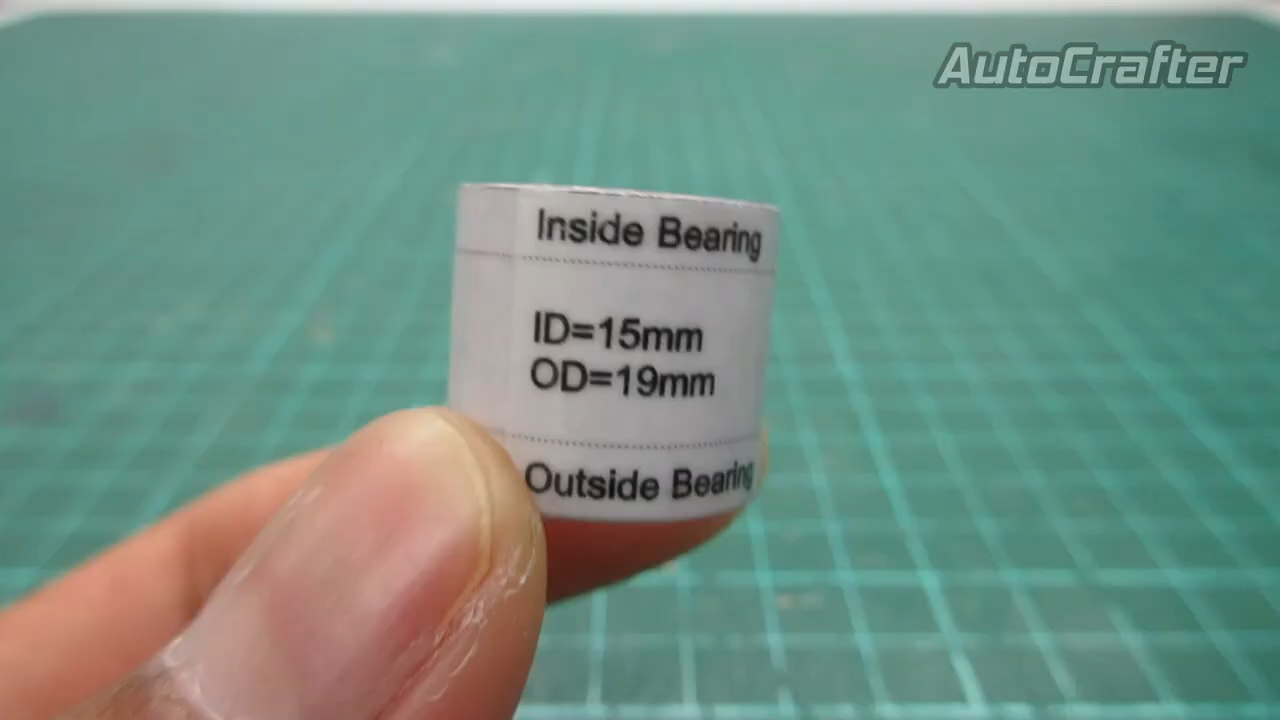 AutoCrafter
Inside Bearing
ID=15mm
OD=19mm
Outside Bearing